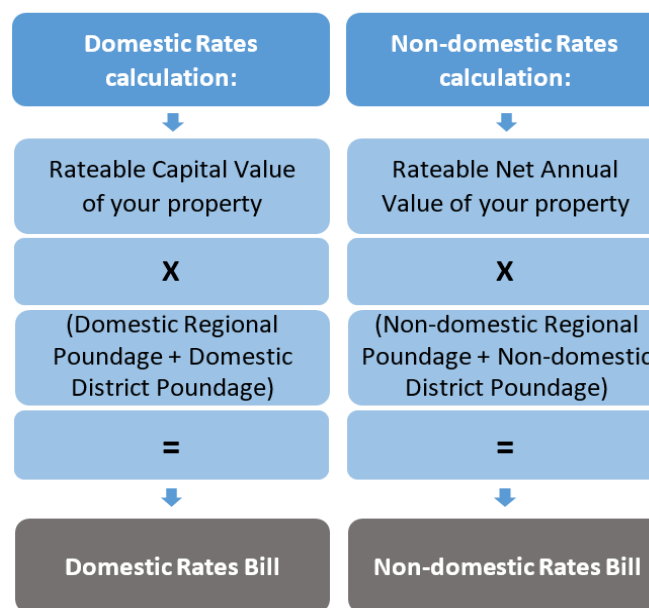 Domestic Rates
calculation:
Rateable Capital Value
of your property
X
(Domestic Regional
Poundage + Domestic
District Poundage)
=
Domestic Rates Bill
Non-domestic Rates
calculation:
Rateable Net Annual
Value of your property
X
(Non-domestic Regional
Poundage + Non-domestic
District Poundage)
=
Non-domestic Rates Bill